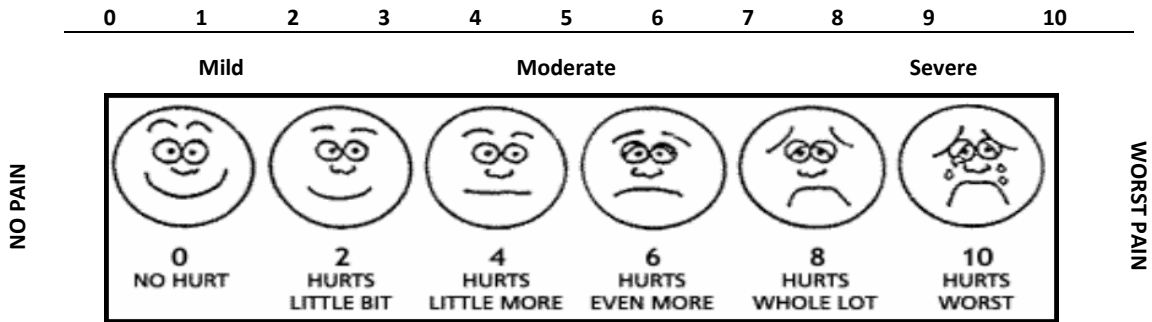 0 1 2 3 4 5 6 7 8 9 10
Mild Moderate Severe
NO PAIN
WORST PAIN
0 2 4 6 8 10
NO HURT HURTS HURTS HURTS HURTS HURTS
LITTLE BIT LITTLE MORE EVEN MORE WHOLE LOT WORST